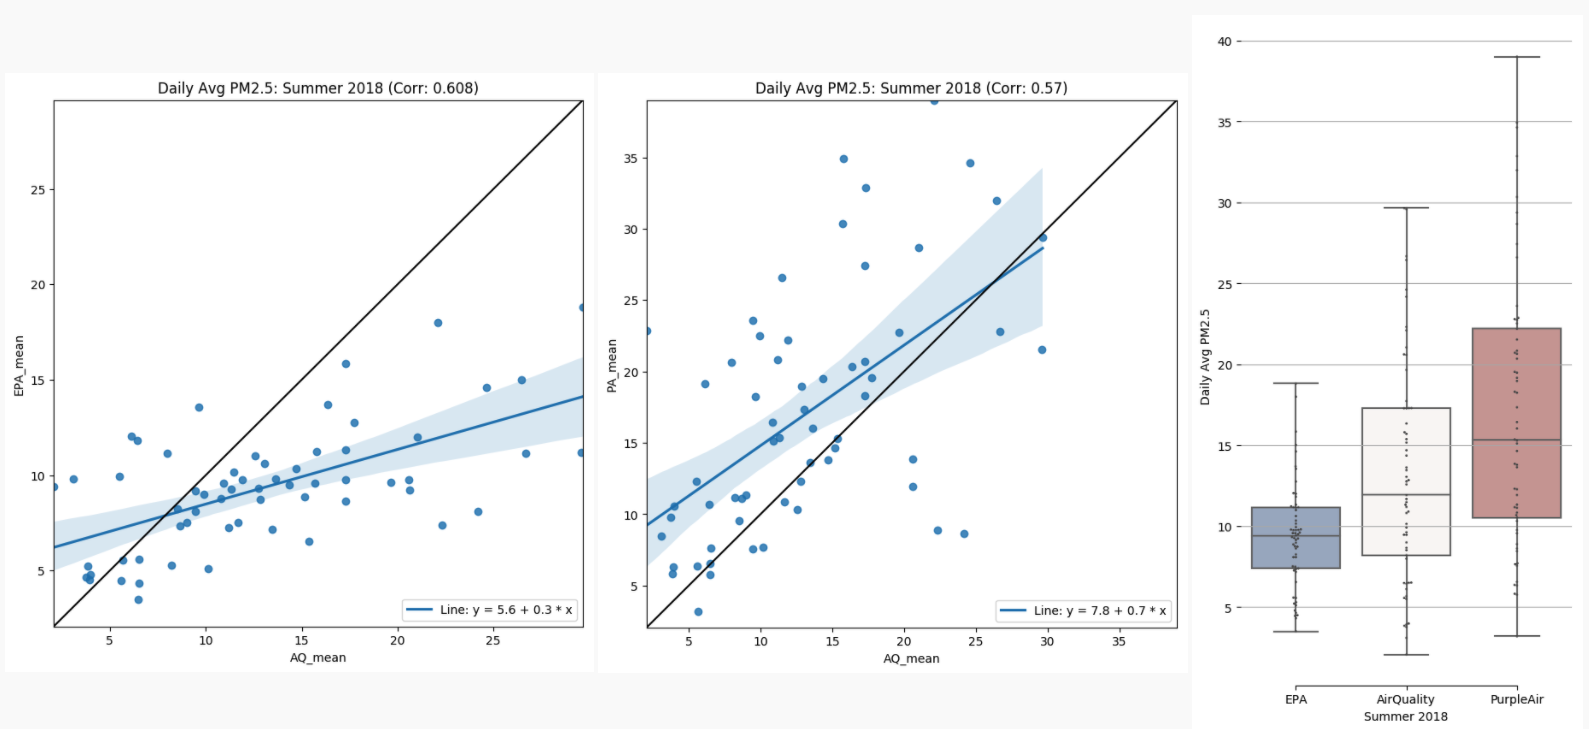 Daily Avg PM2.5: Summer 2018 (Corr: 0.608)
EPA_mean
25
20
15
10
5
5 10 15 20 25
AQ_mean
Line: y = 5.6 + 0.3 * x
Daily Avg PM2.5: Summer 2018 (Corr: 0.57)
PA_mean
35
30
25
20
15
10
5
5 10 15 20 25 30 35
AQ_mean
Line: y = 7.8 + 0.7 * x
Daily Avg PM2.5
40
35
30
25
20
15
10
5
EPA AirQuality PurpleAir
Summer 2018